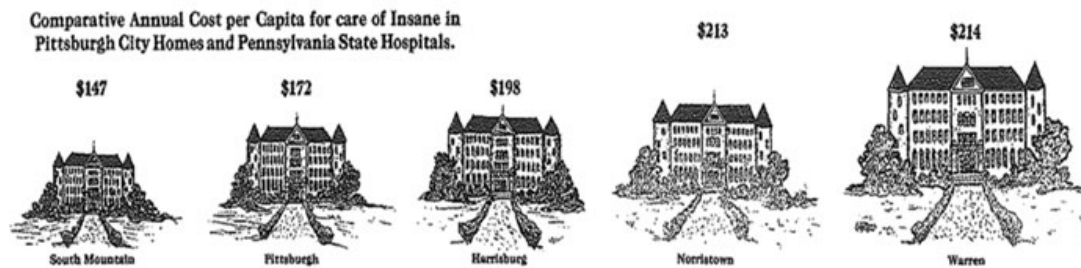 Comparative Annual Cost per Capita for care of Insane in
Pittsburgh City Homes and Pennsylvania State Hospitals.
$147
$172
$198
$213
$214
South Mountain
Pittsburgh
Harrisburg
Norristown
Warren